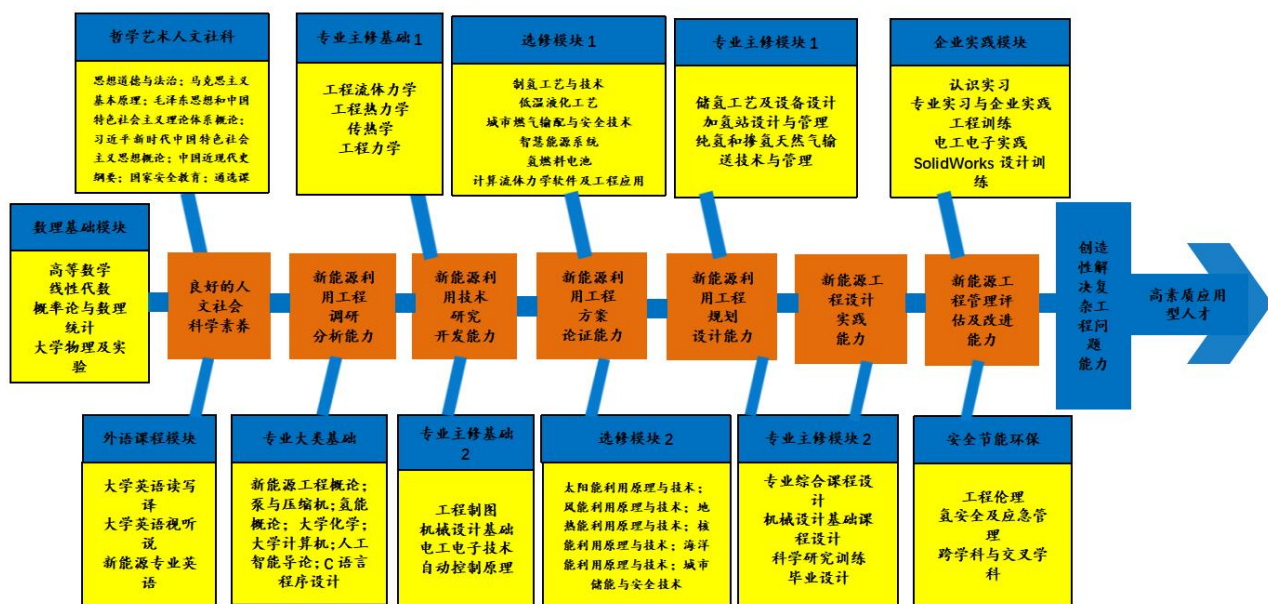 哲学艺术人文社科
思想道德与法治；马克思主义
基本原理；毛泽东思想和中国
特色社会主义理论体系概论；
习近平新时代中国特色社会
主义思想概论；中国近现代史
纲要；国家安全教育；通选课
专业主修基础1
工程流体力学
工程热力学
传热学
工程力学
选修模块1
制氢工艺与技术
低温液化工艺
城市燃气输配与安全技术
智慧能源系统
氢燃料电池
计算流体力学软件及工程应用
专业主修模块1
储氢工艺及设备设计
加氢站设计与管理
纯氢和掺氢天然气输
送技术与管理
企业实践模块
认识实习
专业实习与企业实践
工程训练
电工电子实践
SolidWorks 设计训
练
数理基础模块
高等数学
线性代数
概率论与数理
统计
大学物理及实
验
良好的人
文社会
科学素养
新能源利
用工程
调研
分析能力
新能源利
用技术
研究
开发能力
新能源利
用工程
方案
论证能力
新能源利
用工程
规划
设计能力
新能源工
程设计
实践
能力
新能源工
程管理评
估及改进
能力
创造
性解
决复
杂工
程问
题
能力
高素质应用
型人才
外语课程模块
大学英语读写
译
大学英语视听
说
新能源专业英
语
专业大类基础
新能源工程概论；
泵与压缩机；氢能
概论；大学化学；
大学计算机；人工
智能导论；C语言
程序设计
专业主修基础
2
工程制图
机械设计基础
电工电子技术
自动控制原理
选修模块2
太阳能利用原理与技术；
风能利用原理与技术；地
热能利用原理与技术；核
能利用原理与技术；海洋
能利用原理与技术；城市
储能与安全技术
专业主修模块2
专业综合课程设
计
机械设计基础课
程设计
科学研究训练
毕业设计
安全节能环保
工程伦理
氢安全及应急管
理
跨学科与交叉学
科